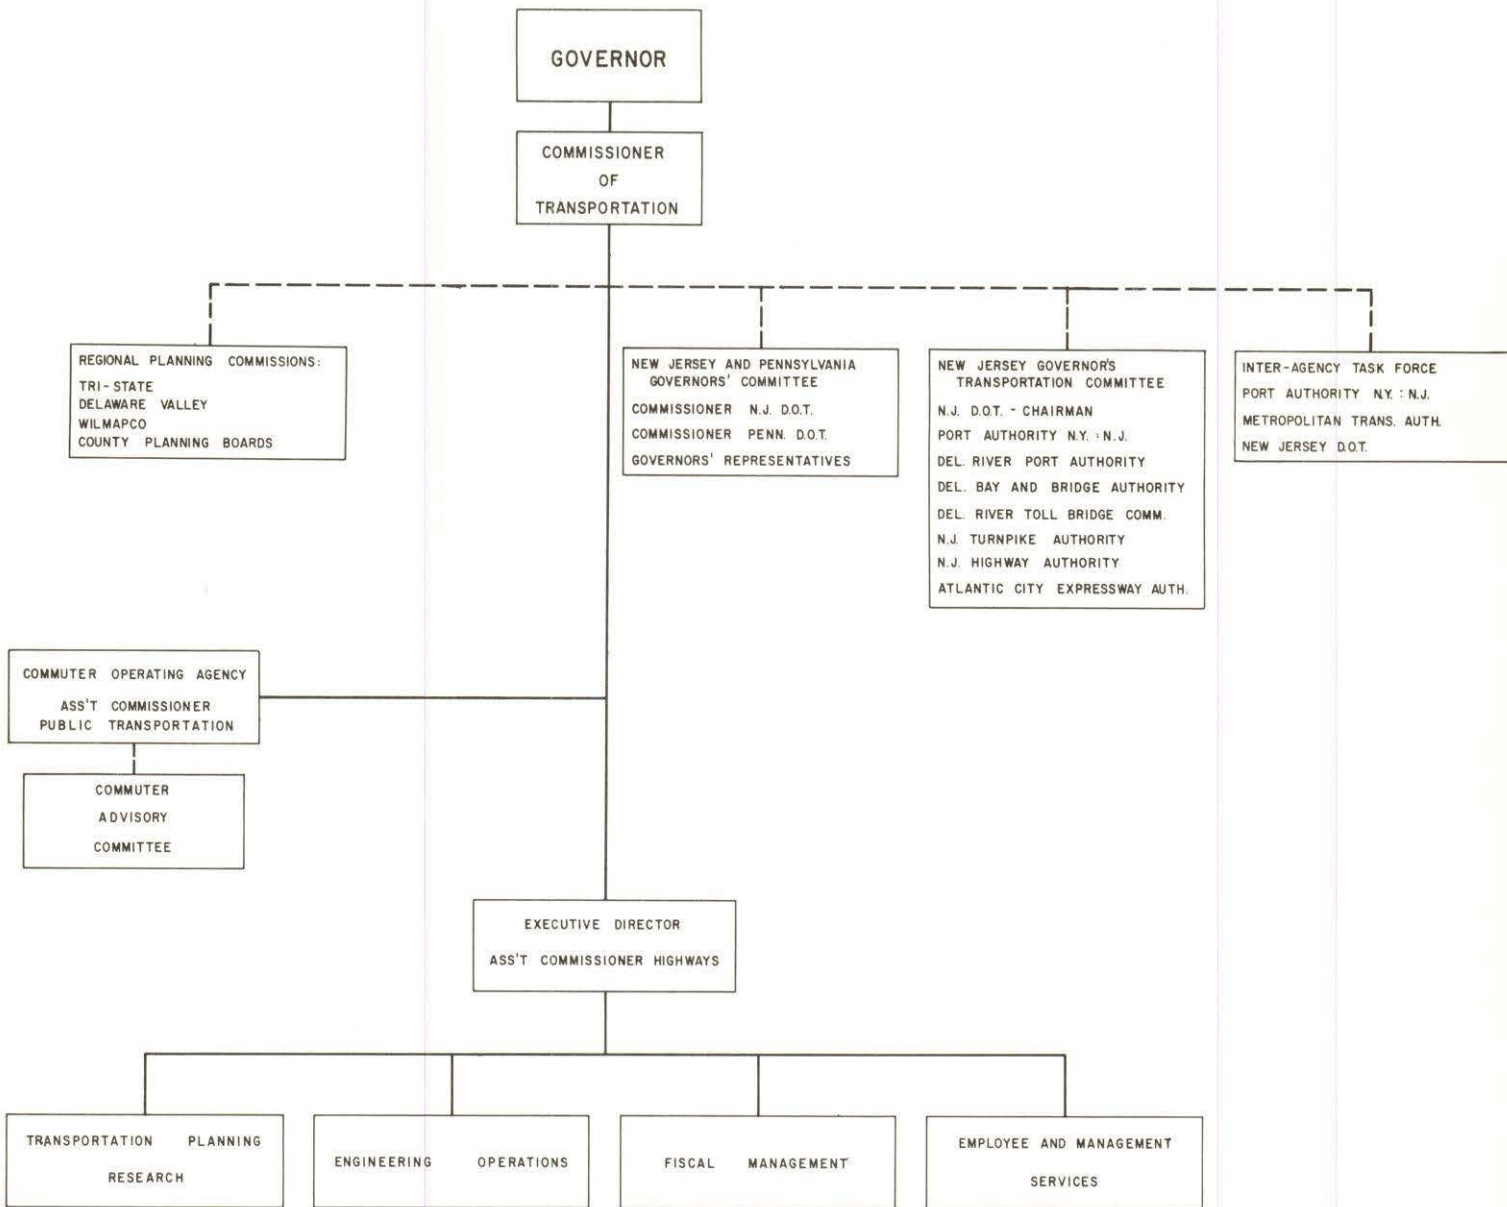 GOVERNOR
COMMISSIONER
OF
TRANSPORTATION
REGIONAL PLANNING COMMISSIONS:
TRI-STATE
DELAWARE VALLEY
WILMAPCO
COUNTY PLANNING BOARDS
NEW JERSEY AND PENNSYLVANIA
GOVERNORS' COMMITTEE
COMMISSIONER N.J. D.O.T.
COMMISSIONER PENN. D.O.T.
GOVERNORS' REPRESENTATIVES
NEW JERSEY GOVERNOR'S
TRANSPORTATION COMMITTEE
N.J. D.O.T. - CHAIRMAN
PORT AUTHORITY N.Y. : N.J.
DEL. RIVER PORT AUTHORITY
DEL. BAY AND BRIDGE AUTHORITY
DEL. RIVER TOLL BRIDGE COMM.
N.J. TURNPIKE AUTHORITY
N.J. HIGHWAY AUTHORITY
ATLANTIC CITY EXPRESSWAY AUTH.
INTER-AGENCY TASK FORCE
PORT AUTHORITY N.Y. : N.J.
METROPOLITAN TRANS. AUTH.
NEW JERSEY D.O.T.
COMMUTER OPERATING AGENCY
ASS'T COMMISSIONER
PUBLIC TRANSPORTATION
COMMUTER
ADVISORY
COMMITTEE
EXECUTIVE DIRECTOR
ASS'T COMMISSIONER HIGHWAYS
TRANSPORTATION PLANNING
RESEARCH
ENGINEERING OPERATIONS
FISCAL MANAGEMENT
EMPLOYEE AND MANAGEMENT
SERVICES